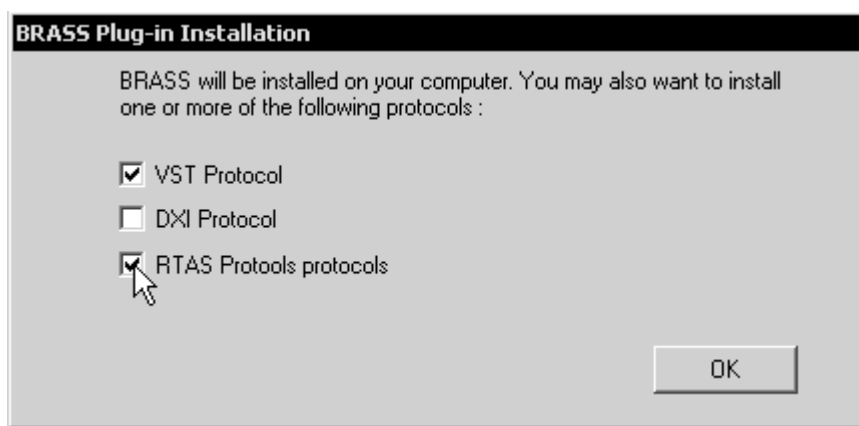 BRASS Plug-in Installation
BRASS will be installed on your computer. You may also want to install
one or more of the following protocols :
VST Protocol
DXI Protocol
RTAS Protools protocols
OK